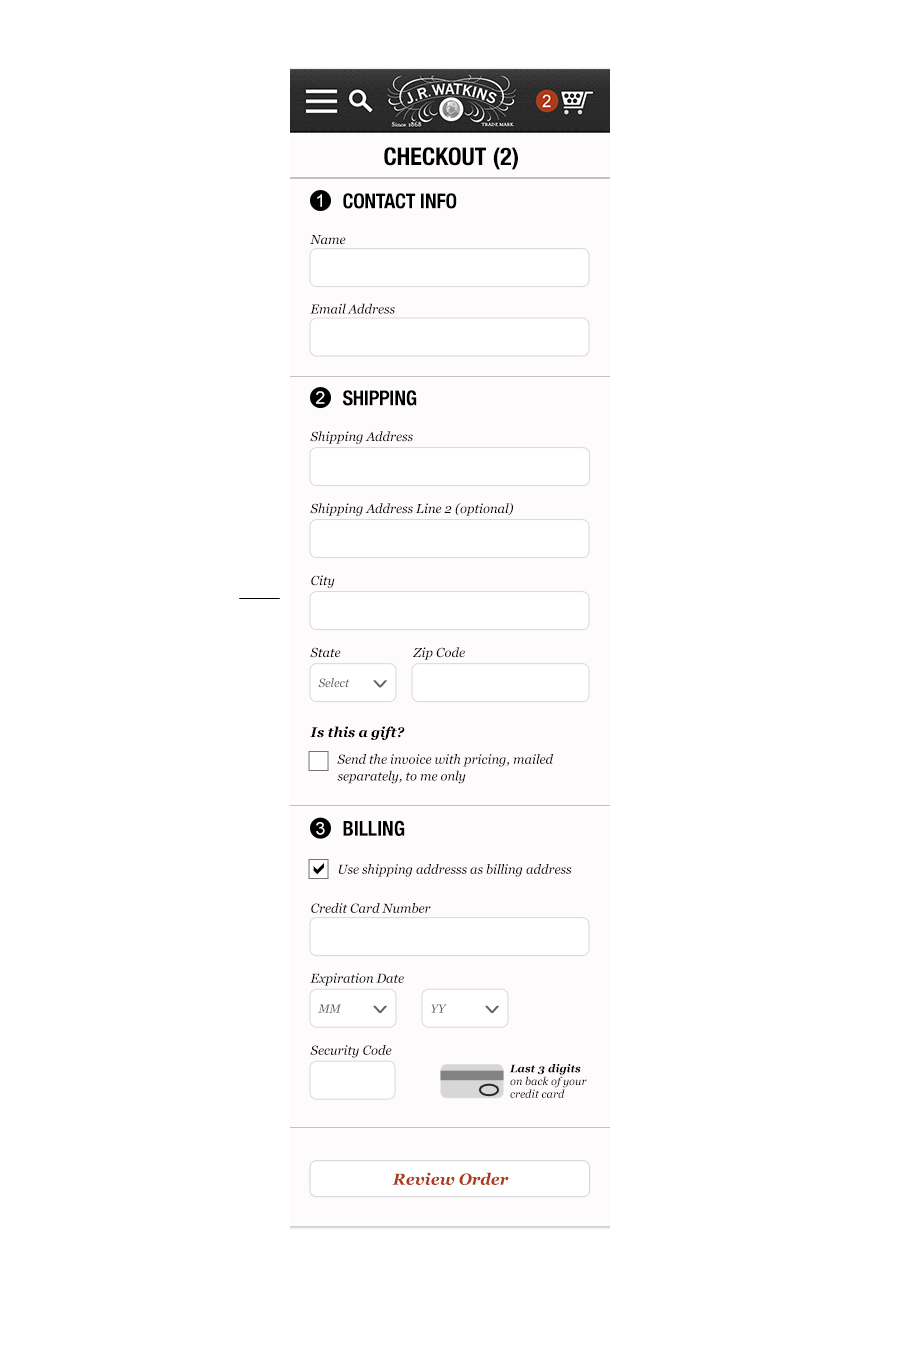 J.R. WATKINS
Since 1868
TRADE MARK
2
CHECKOUT (2)
1 CONTACT INFO
Name
Email Address
2 SHIPPING
Shipping Address
Shipping Address Line 2 (optional)
City
State Zip Code
Select
Is this a gift?
Send the invoice with pricing, mailed
separately, to me only
3 BILLING
Use shipping addresss as billing address
Credit Card Number
Expiration Date
MM YY
Security Code
Last 3 digits
on back of your
credit card
Review Order